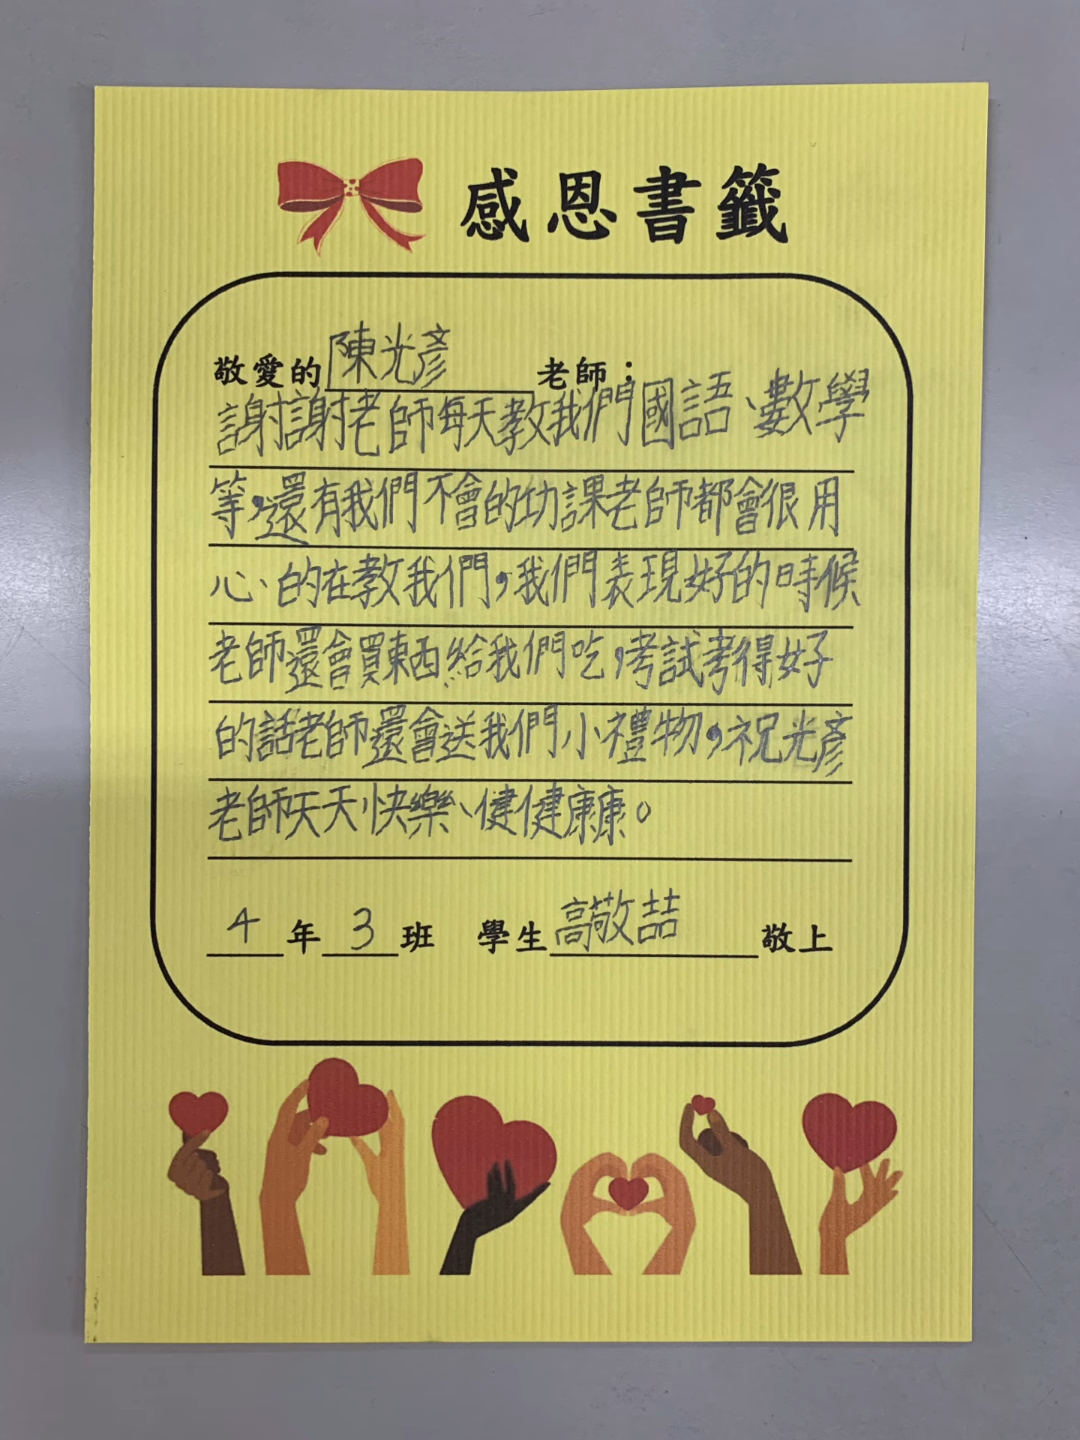 感恩書籤
敬愛的陳光彥老師：
謝謝老師每天教我們國語、數學
等，還有我們不會的功課老師都會很用
心、的在教我們，我們表現好的時候
老師還會買東西給我們吃，考試考得好
的話老師還會送我們小禮物，祝光彥
老師天天快樂、健健康康。
4年3班 學生高敬喆敬上